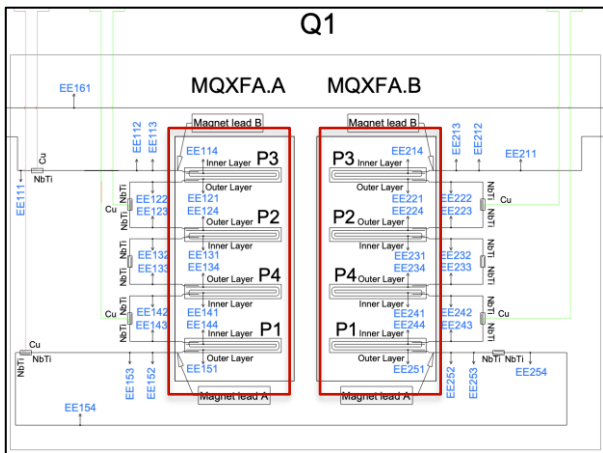 Q1
MQXFA.A MQXFA.B
EE161
Magnet lead B Magnet lead B
EE112 EE113 EE114 P3 P3 EE214 EE213 EE212 EE211
Inner Layer Inner Layer
Cu
NbTi
EE111
Outer Layer Outer Layer
NbTi EE122 EE121 EE221 EE222 NbTi
Cu Cu
NbTi EE123 EE124 P2 P2 EE224 EE223 NbTi
Outer Layer Outer Layer
Inner Layer Inner Layer
NbTi EE132 EE131 EE231 EE232 NbTi
NbTi EE133 EE134 P4 P4 EE234 EE233 NbTi
Inner Layer Inner Layer
Outer Layer Outer Layer
NbTi EE142 EE141 EE241 EE242 NbTi
Cu Cu
NbTi EE143 EE144 P1 P1 EE244 EE243 NbTi
Inner Layer Inner Layer
Cu
NbTi NbTi
Outer Layer Outer Layer
NbTi NbTi
EE153 EE152 EE151 EE251 EE252 EE253 EE254
Magnet lead A Magnet lead A
EE154